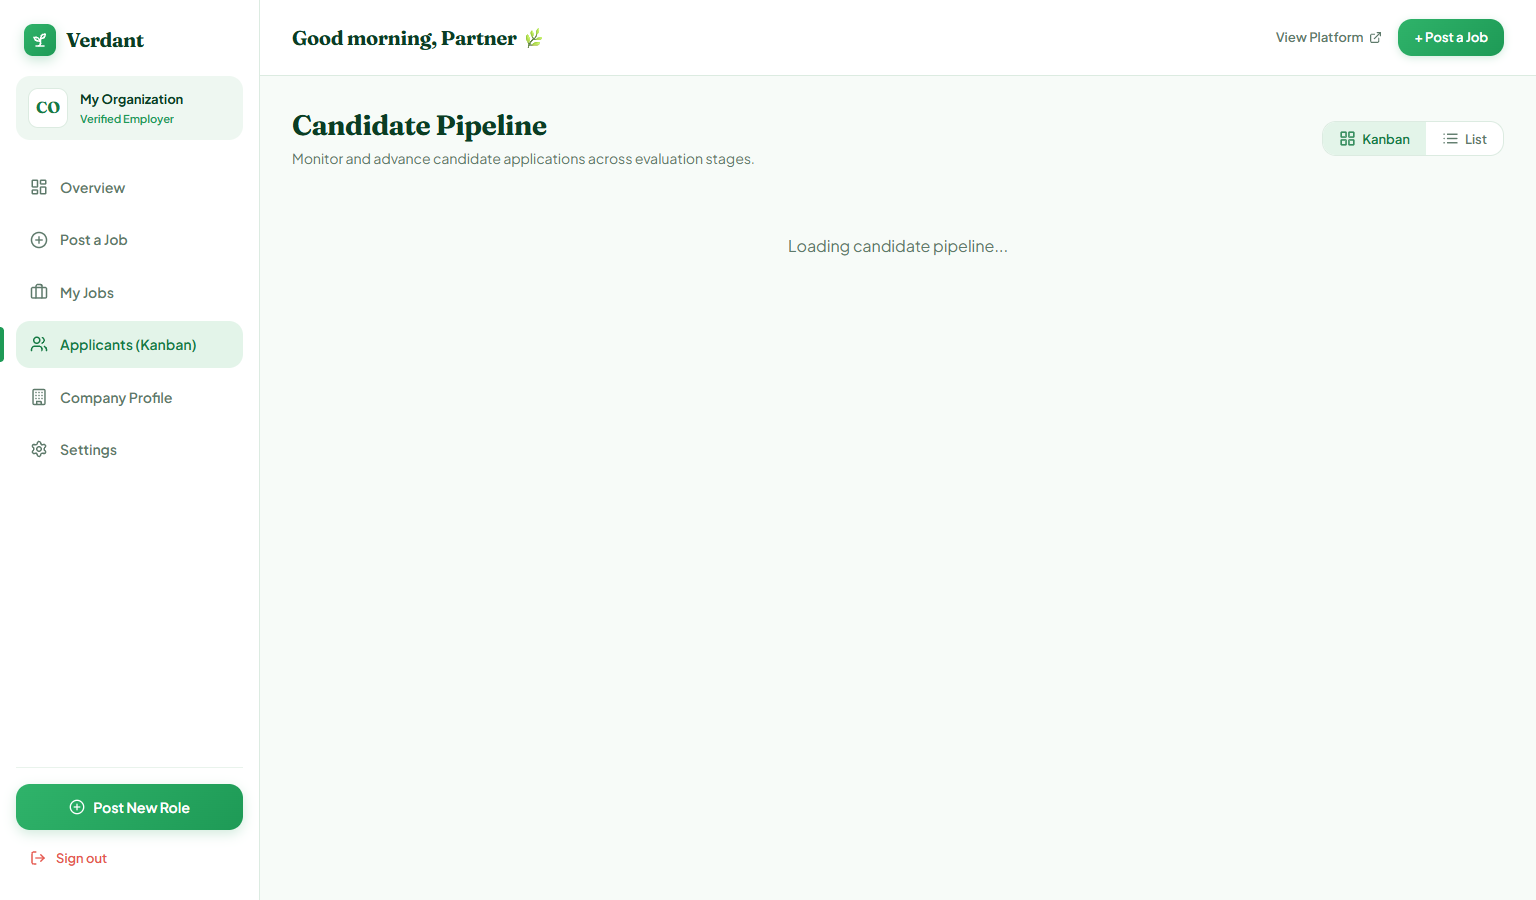 Verdant
CO
My Organization
Verified Employer
Overview
Post a Job
My Jobs
Applicants (Kanban)
Company Profile
Settings
Post New Role
Sign out
Good morning, Partner 🌿
View Platform
+ Post a Job
Candidate Pipeline
Monitor and advance candidate applications across evaluation stages.
Kanban
List
Loading candidate pipeline...